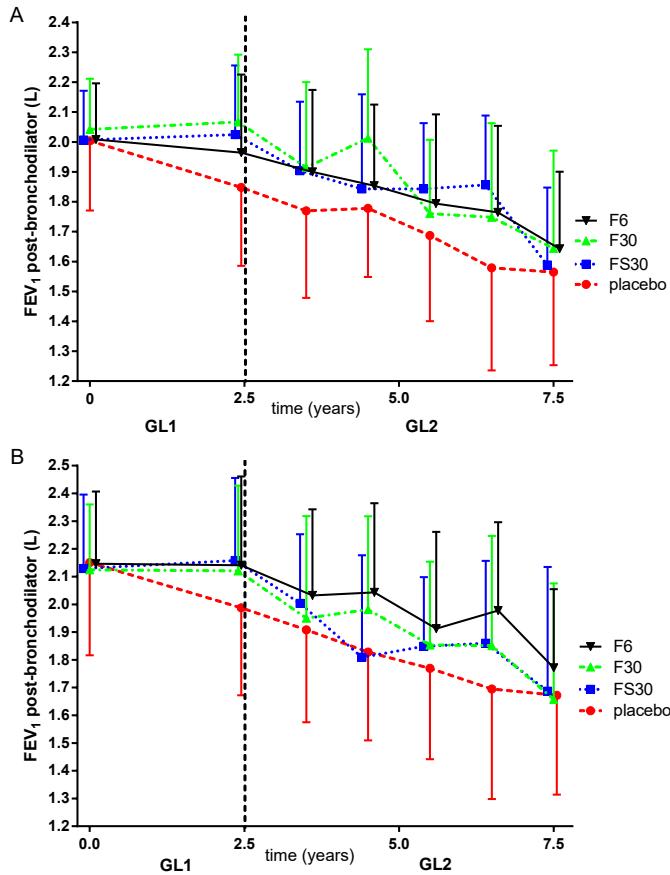 A
FEV1 post-bronchodilator (L)
2.4
2.3
2.2
2.1
2.0
1.9
1.8
1.7
1.6
1.5
1.4
1.3
1.2
0
2.5
5.0
7.5
time (years)
GL1
GL2
F6
F30
FS30
placebo
B
FEV1 post-bronchodilator (L)
2.5
2.4
2.3
2.2
2.1
2.0
1.9
1.8
1.7
1.6
1.5
1.4
1.3
1.2
0.0
2.5
5.0
7.5
time (years)
GL1
GL2
F6
F30
FS30
placebo